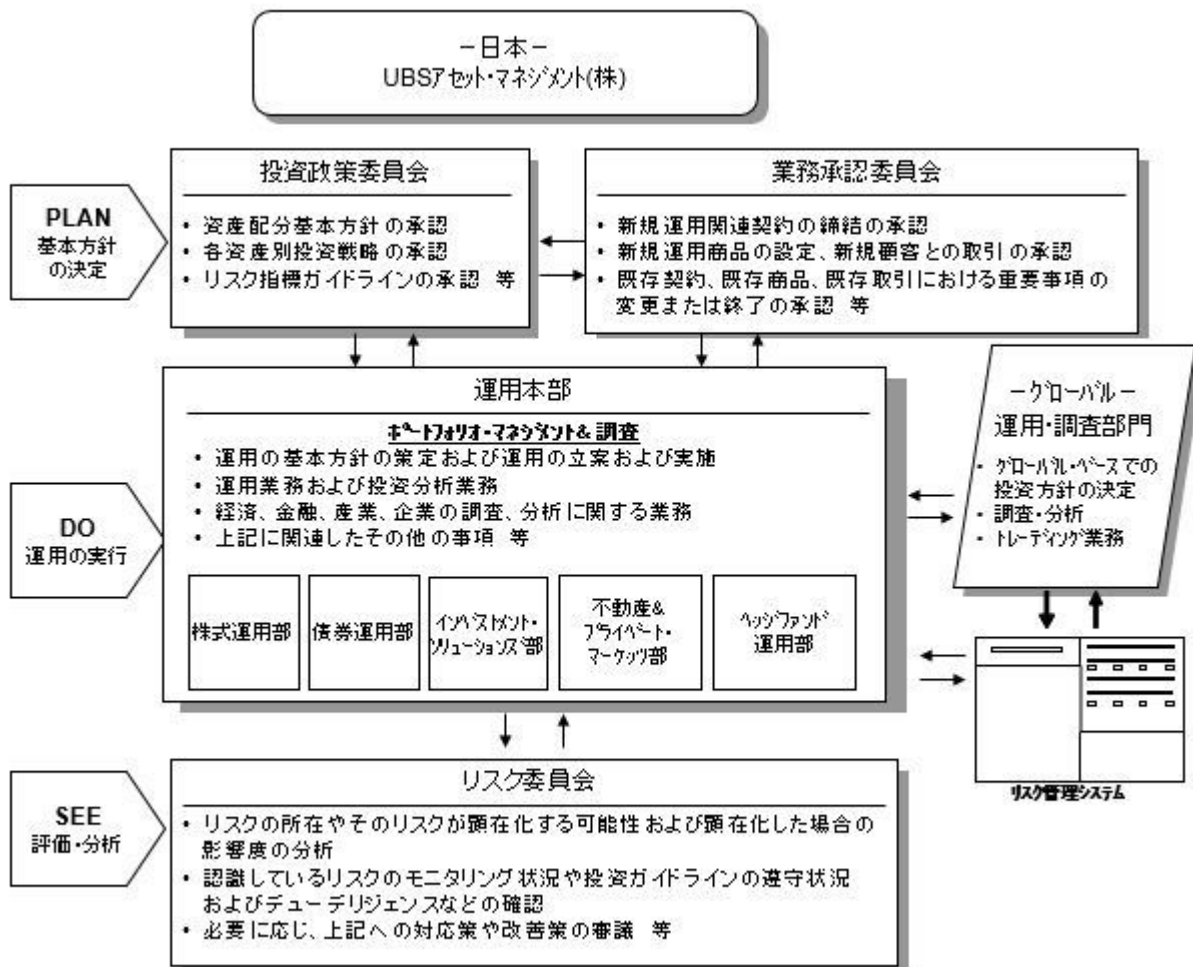 －日本－
UBSｱｾｯﾄ･ﾏﾈｼﾞﾒﾝﾄ(株)
PLAN
基本方針
の決定
投資政策委員会
・ 資産配分基本方針の承認
・ 各資産別投資戦略の承認
・ リスク指標ガイドラインの承認 等
業務承認委員会
・ 新規運用関連契約の締結の承認
・ 新規運用商品の設定、新規顧客との取引の承認
・ 既存契約、既存商品、既存取引における重要事項の
変更または終了の承認 等
DO
運用の実行
運用本部
ﾎﾟｰﾄﾌｫﾘｵ･ﾏﾈｼﾞﾒﾝﾄ& 調査
・ 運用の基本方針の策定および運用の立案および実施
・ 運用業務および投資分析業務
・ 経済、金融、産業、企業の調査、分析に関する業務
・ 上記に関連したその他の事項 等
株式運用部
債券運用部
ｲﾝﾍﾞｽﾄﾒﾝﾄ･
ｿﾘｭｰｼｮﾝｽﾞ部
不動産&
ﾌﾟﾗｲﾍﾞｰﾄ･
ﾏｰｹｯﾂ部
ﾍｯｼﾞﾌｧﾝﾄﾞ
運用部
－ｸﾞﾛｰﾊﾞﾙ－
運用･調査部門
・ ｸﾞﾛｰﾊﾞﾙ･ﾍﾞｰｽでの
投資方針の決定
・ 調査･分析
・ ﾄﾚｰﾃﾞｨﾝｸﾞ業務
ﾘｽｸ管理ｼｽﾃﾑ
SEE
評価･分析
リスク委員会
・ リスクの所在やそのリスクが顕在化する可能性および顕在化した場合の
影響度の分析
・ 認識しているリスクのモニタリング状況や投資ガイドラインの遵守状況
およびデューデリジェンスなどの確認
・ 必要に応じ、上記への対応策や改善策の審議 等